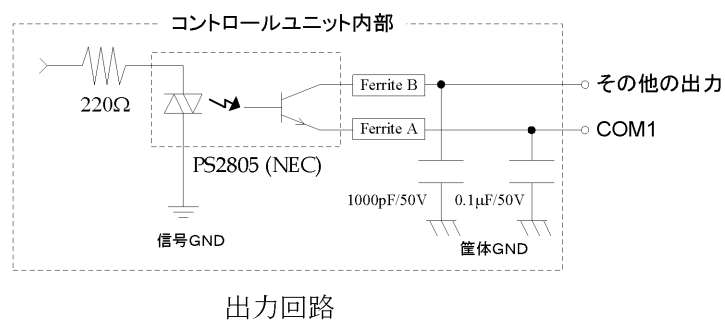 コントロールユニット内部
220Ω
PS2805 (NEC)
信号GND
Ferrite B
Ferrite A
その他の出力
COM1
1000pF/50V
0.1μF/50V
筐体GND
出力回路